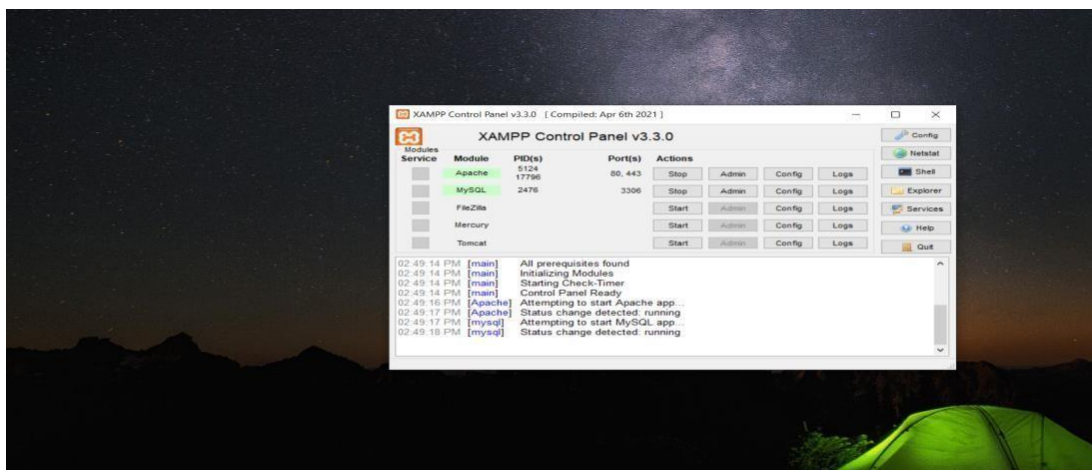 XAMPP Control Panel v3.3.0 [ Compiled: Apr 6th 2021 ]
XAMPP Control Panel v3.3.0
Config
Modules
Service Module PID(s) Port(s) Actions
Netstat
Apache 5124 17796 80, 443 Stop Admin Config Logs
Shell
MySQL 2476 3306 Stop Admin Config Logs
Explorer
FileZilla Start Admin Config Logs
Services
Mercury Start Admin Config Logs
Help
Tomcat Start Admin Config Logs
Quit
02:49:14 PM [main] All prerequisites found
02:49:14 PM [main] Initializing Modules
02:49:14 PM [main] Starting Check-Timer
02:49:14 PM [main] Control Panel Ready
02:49:16 PM [Apache] Attempting to start Apache app...
02:49:17 PM [Apache] Status change detected: running
02:49:17 PM [mysql] Attempting to start MySQL app...
02:49:18 PM [mysql] Status change detected: running